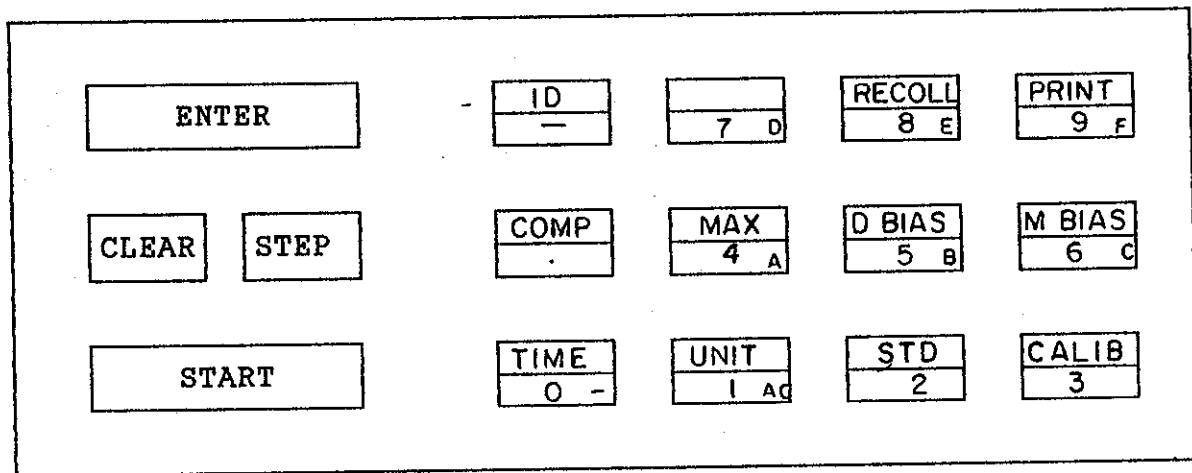 ENTER
ID
—
7 D
RECOLL
8 E
PRINT
9 F
CLEAR
STEP
COMP
.
MAX
4 A
D BIAS
5 B
M BIAS
6 C
START
TIME
0 -
UNIT
1 AC
STD
2
CALIB
3